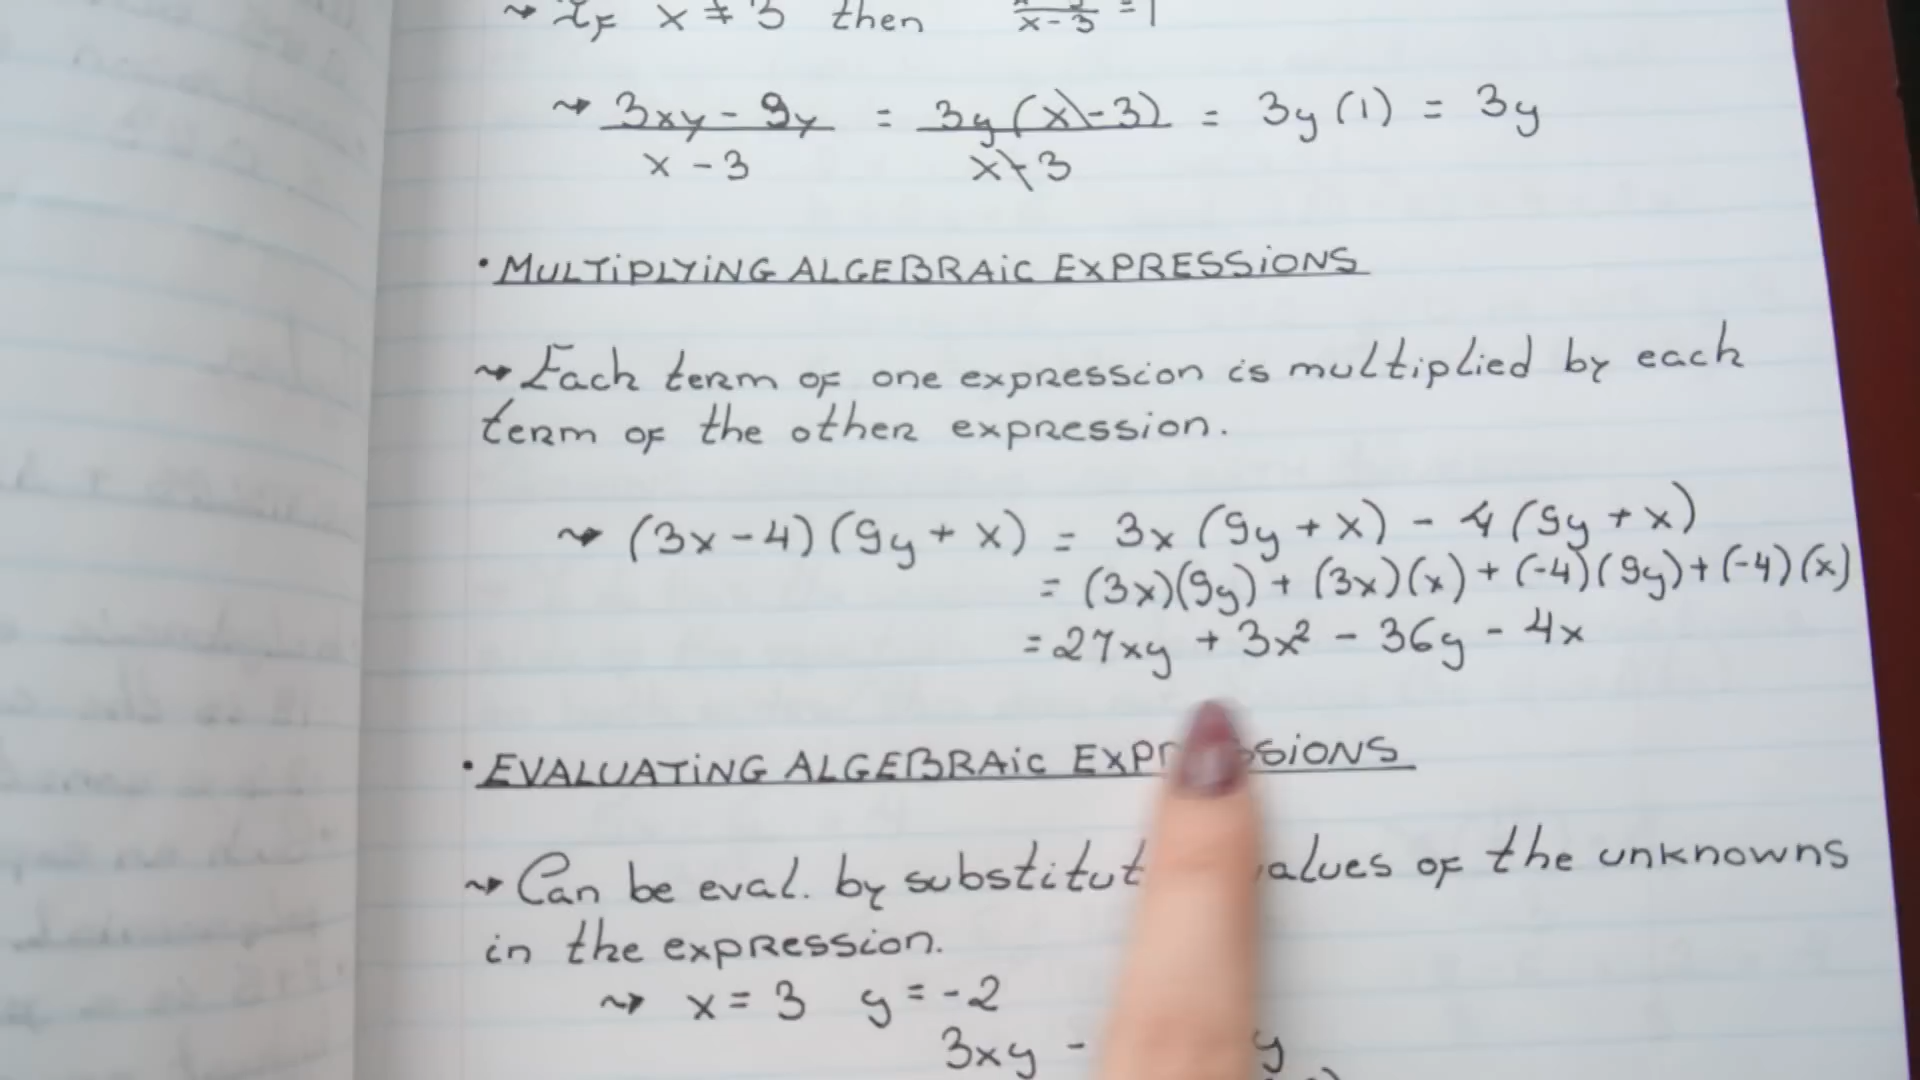 ⇝ If x ≠ 3 then x-3/x-3 = 1
⇝ 3xy - 9y / x - 3 = 3y(x-3) / x-3 = 3y(1) = 3y
· MULTiPLYiNG ALGEBRAiC EXPRESSiONS
⇝ Each term of one expression is multiplied by each
term of the other expression.
⇝ (3x-4)(9y+x) = 3x(9y+x) - 4(9y+x)
= (3x)(9y) + (3x)(x) + (-4)(9y) + (-4)(x)
= 27xy + 3x² - 36y - 4x
· EVALUATiNG ALGEBRAiC
⇝ Can be eval. by of the unknowns
in the expression.
⇝ x = 3 y = -2
3xy - y